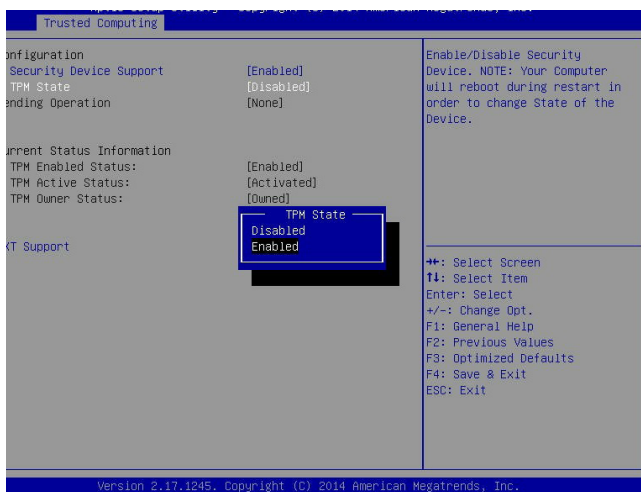 Trusted Computing
onfiguration
Security Device Support [Enabled]
TPM State [Disabled]
ending Operation [None]
urrent Status Information
TPM Enabled Status: [Enabled]
TPM Active Status: [Activated]
TPM Owner Status: [Owned]
TPM State
Disabled
Enabled
XT Support
Enable/Disable Security
Device. NOTE: Your Computer
will reboot during restart in
order to change State of the
Device.
→←: Select Screen
↑↓: Select Item
Enter: Select
+/-: Change Opt.
F1: General Help
F2: Previous Values
F3: Optimized Defaults
F4: Save & Exit
ESC: Exit
Version 2.17.1245. Copyright (C) 2014 American Megatrends, Inc.